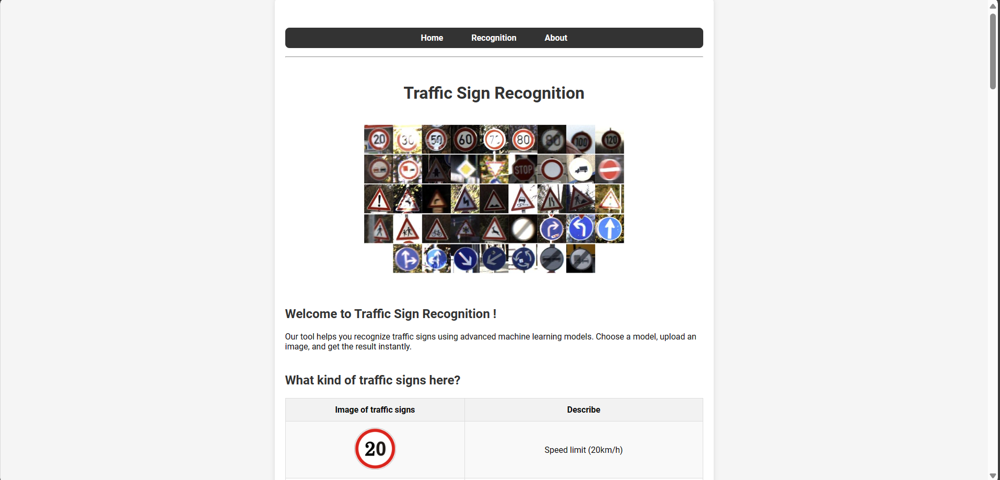 Home Recognition About
Traffic Sign Recognition
20 30 50 60 70 80 80 100 120
STOP
Welcome to Traffic Sign Recognition !
Our tool helps you recognize traffic signs using advanced machine learning models. Choose a model, upload an
image, and get the result instantly.
What kind of traffic signs here?
Image of traffic signs Describe
20 Speed limit (20km/h)